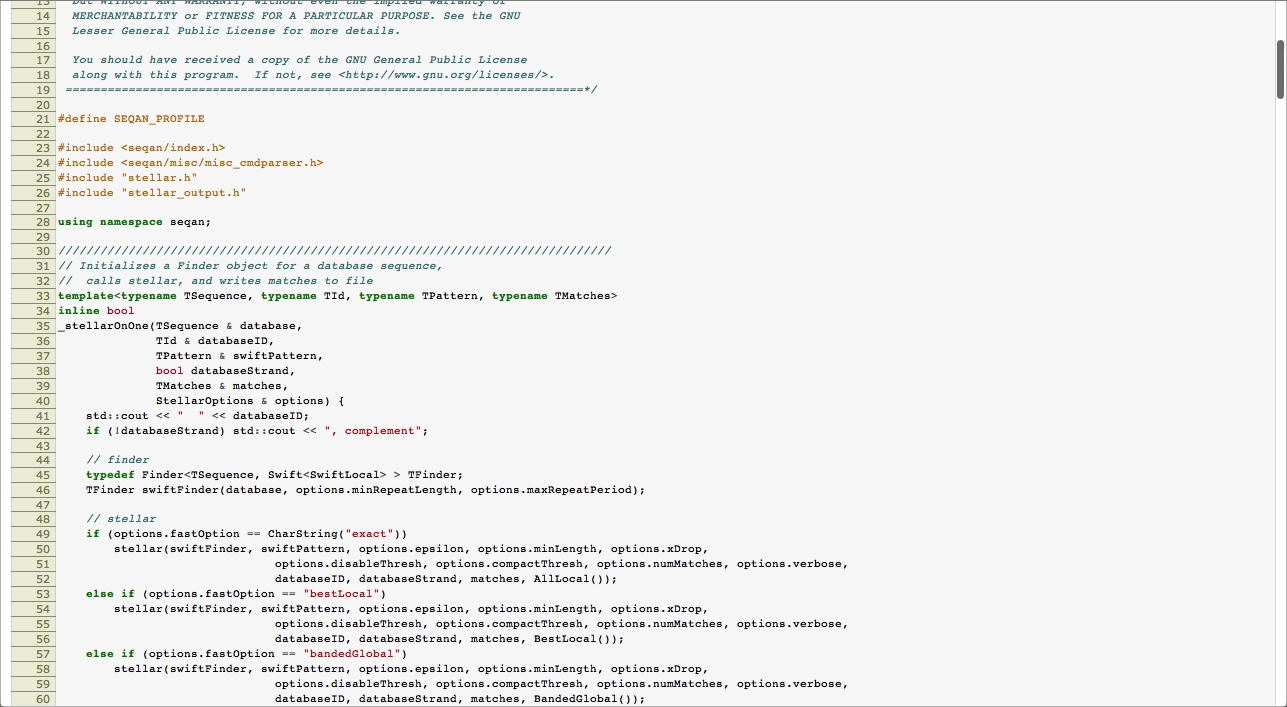 13   but WITHOUT ANY WARRANTY; without even the implied warranty of
14   MERCHANTABILITY or FITNESS FOR A PARTICULAR PURPOSE. See the GNU
15   Lesser General Public License for more details.
16
17   You should have received a copy of the GNU General Public License
18   along with this program.  If not, see <http://www.gnu.org/licenses/>.
19  ==========================================================================*/
20
21 #define SEQAN_PROFILE
22
23 #include <seqan/index.h>
24 #include <seqan/misc/misc_cmdparser.h>
25 #include "stellar.h"
26 #include "stellar_output.h"
27
28 using namespace seqan;
29
30 ///////////////////////////////////////////////////////////////////////////////
31 // Initializes a Finder object for a database sequence,
32 //  calls stellar, and writes matches to file
33 template<typename TSequence, typename TId, typename TPattern, typename TMatches>
34 inline bool
35 _stellarOnOne(TSequence & database,
36               TId & databaseID,
37               TPattern & swiftPattern,
38               bool databaseStrand,
39               TMatches & matches,
40               StellarOptions & options) {
41     std::cout << "  " << databaseID;
42     if (!databaseStrand) std::cout << ", complement";
43
44     // finder
45     typedef Finder<TSequence, Swift<SwiftLocal> > TFinder;
46     TFinder swiftFinder(database, options.minRepeatLength, options.maxRepeatPeriod);
47
48     // stellar
49     if (options.fastOption == CharString("exact"))
50         stellar(swiftFinder, swiftPattern, options.epsilon, options.minLength, options.xDrop,
51                                options.disableThresh, options.compactThresh, options.numMatches, options.verbose,
52                                databaseID, databaseStrand, matches, AllLocal());
53     else if (options.fastOption == "bestLocal")
54         stellar(swiftFinder, swiftPattern, options.epsilon, options.minLength, options.xDrop,
55                                options.disableThresh, options.compactThresh, options.numMatches, options.verbose,
56                                databaseID, databaseStrand, matches, BestLocal());
57     else if (options.fastOption == "bandedGlobal")
58         stellar(swiftFinder, swiftPattern, options.epsilon, options.minLength, options.xDrop,
59                                options.disableThresh, options.compactThresh, options.numMatches, options.verbose,
60                                databaseID, databaseStrand, matches, BandedGlobal());